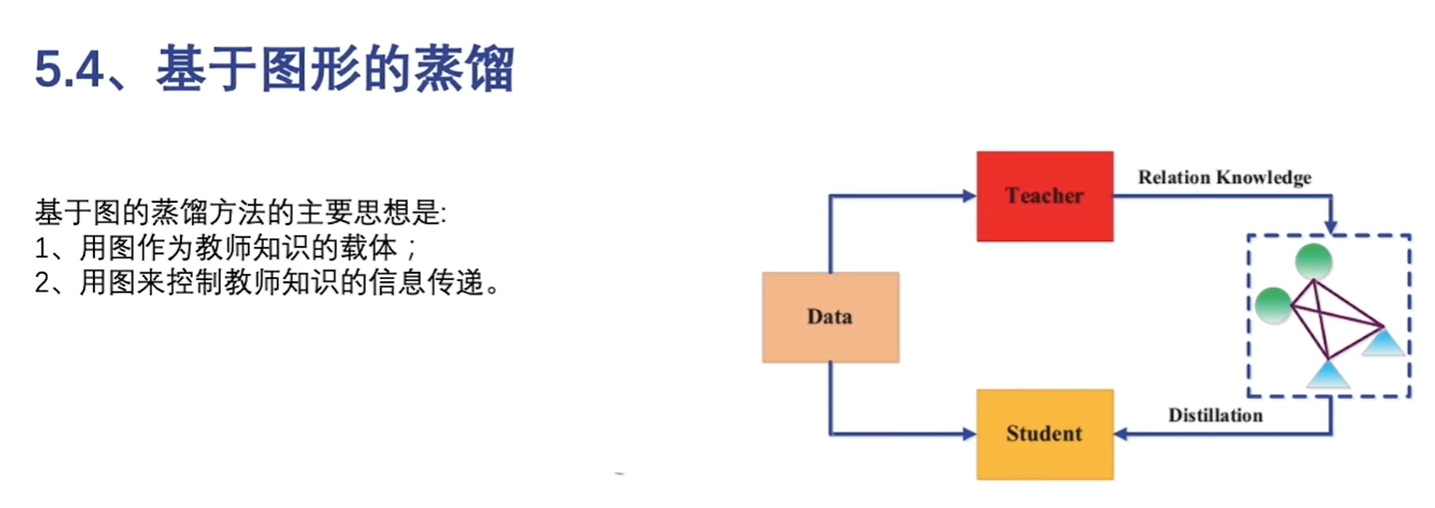 5.4、基于图形的蒸馏
基于图的蒸馏方法的主要思想是:
1、用图作为教师知识的载体；
2、用图来控制教师知识的信息传递。
Teacher
Relation Knowledge
Data
Distillation
Student